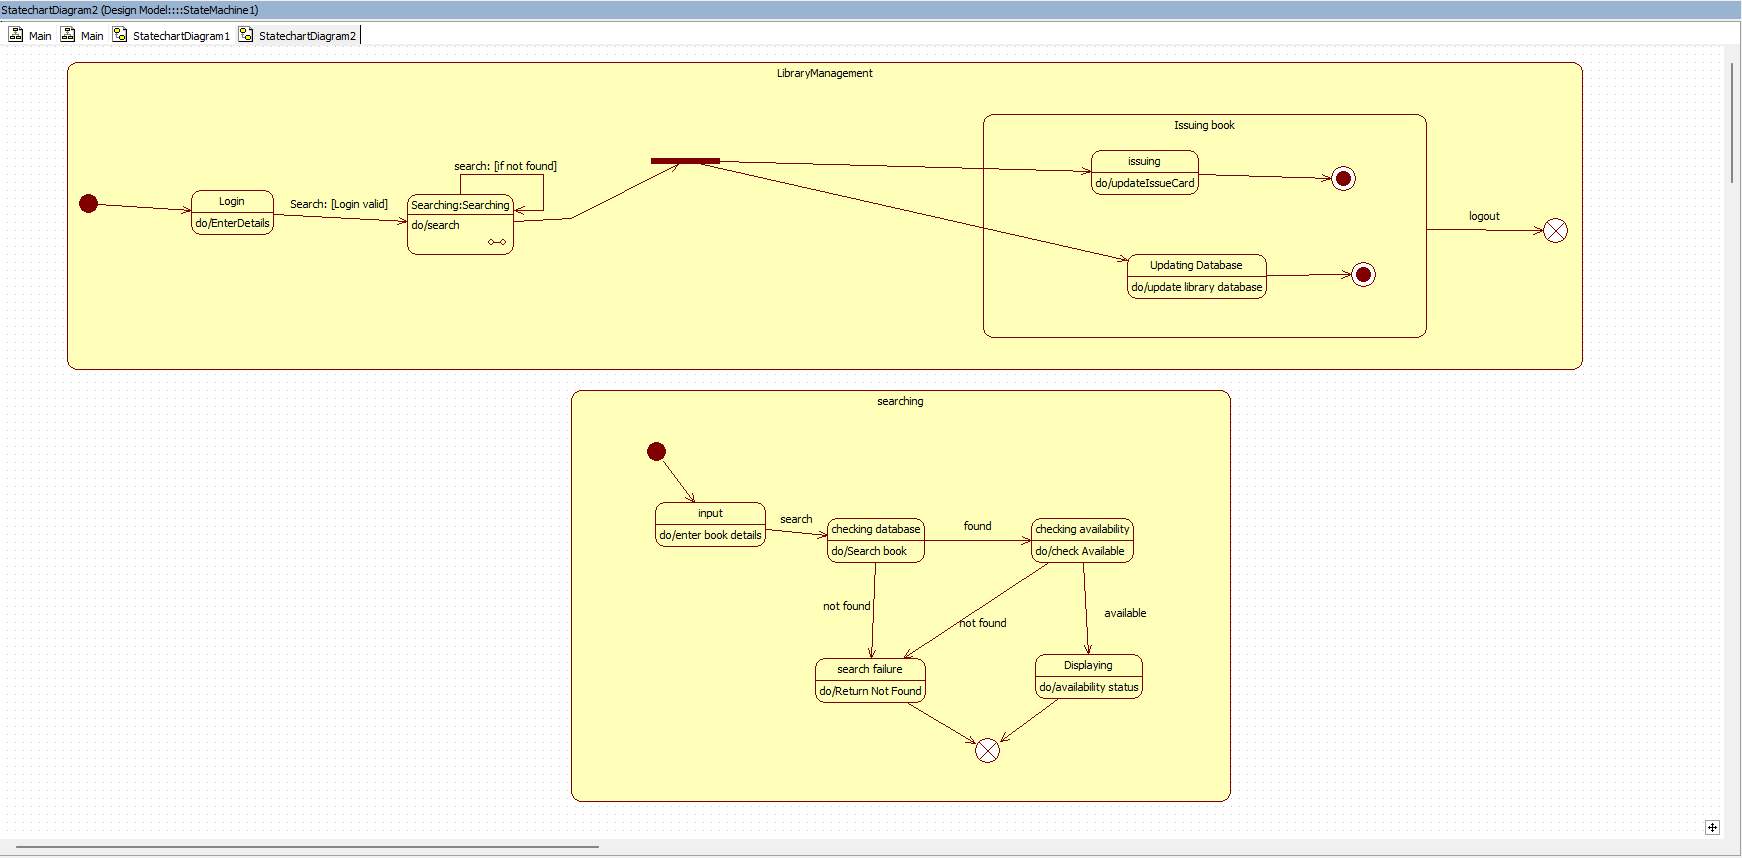 StatechartDiagram2 (Design Model::::StateMachine1)
Main
Main
StatechartDiagram1
StatechartDiagram2
LibraryManagement
Login
do/EnterDetails
Search: [Login valid]
search: [if not found]
Searching:Searching
do/search
Issuing book
issuing
do/updateIssueCard
Updating Database
do/update library database
logout
searching
input
do/enter book details
search
checking database
do/Search book
found
checking availability
do/check Available
not found
not found
available
search failure
do/Return Not Found
Displaying
do/availability status